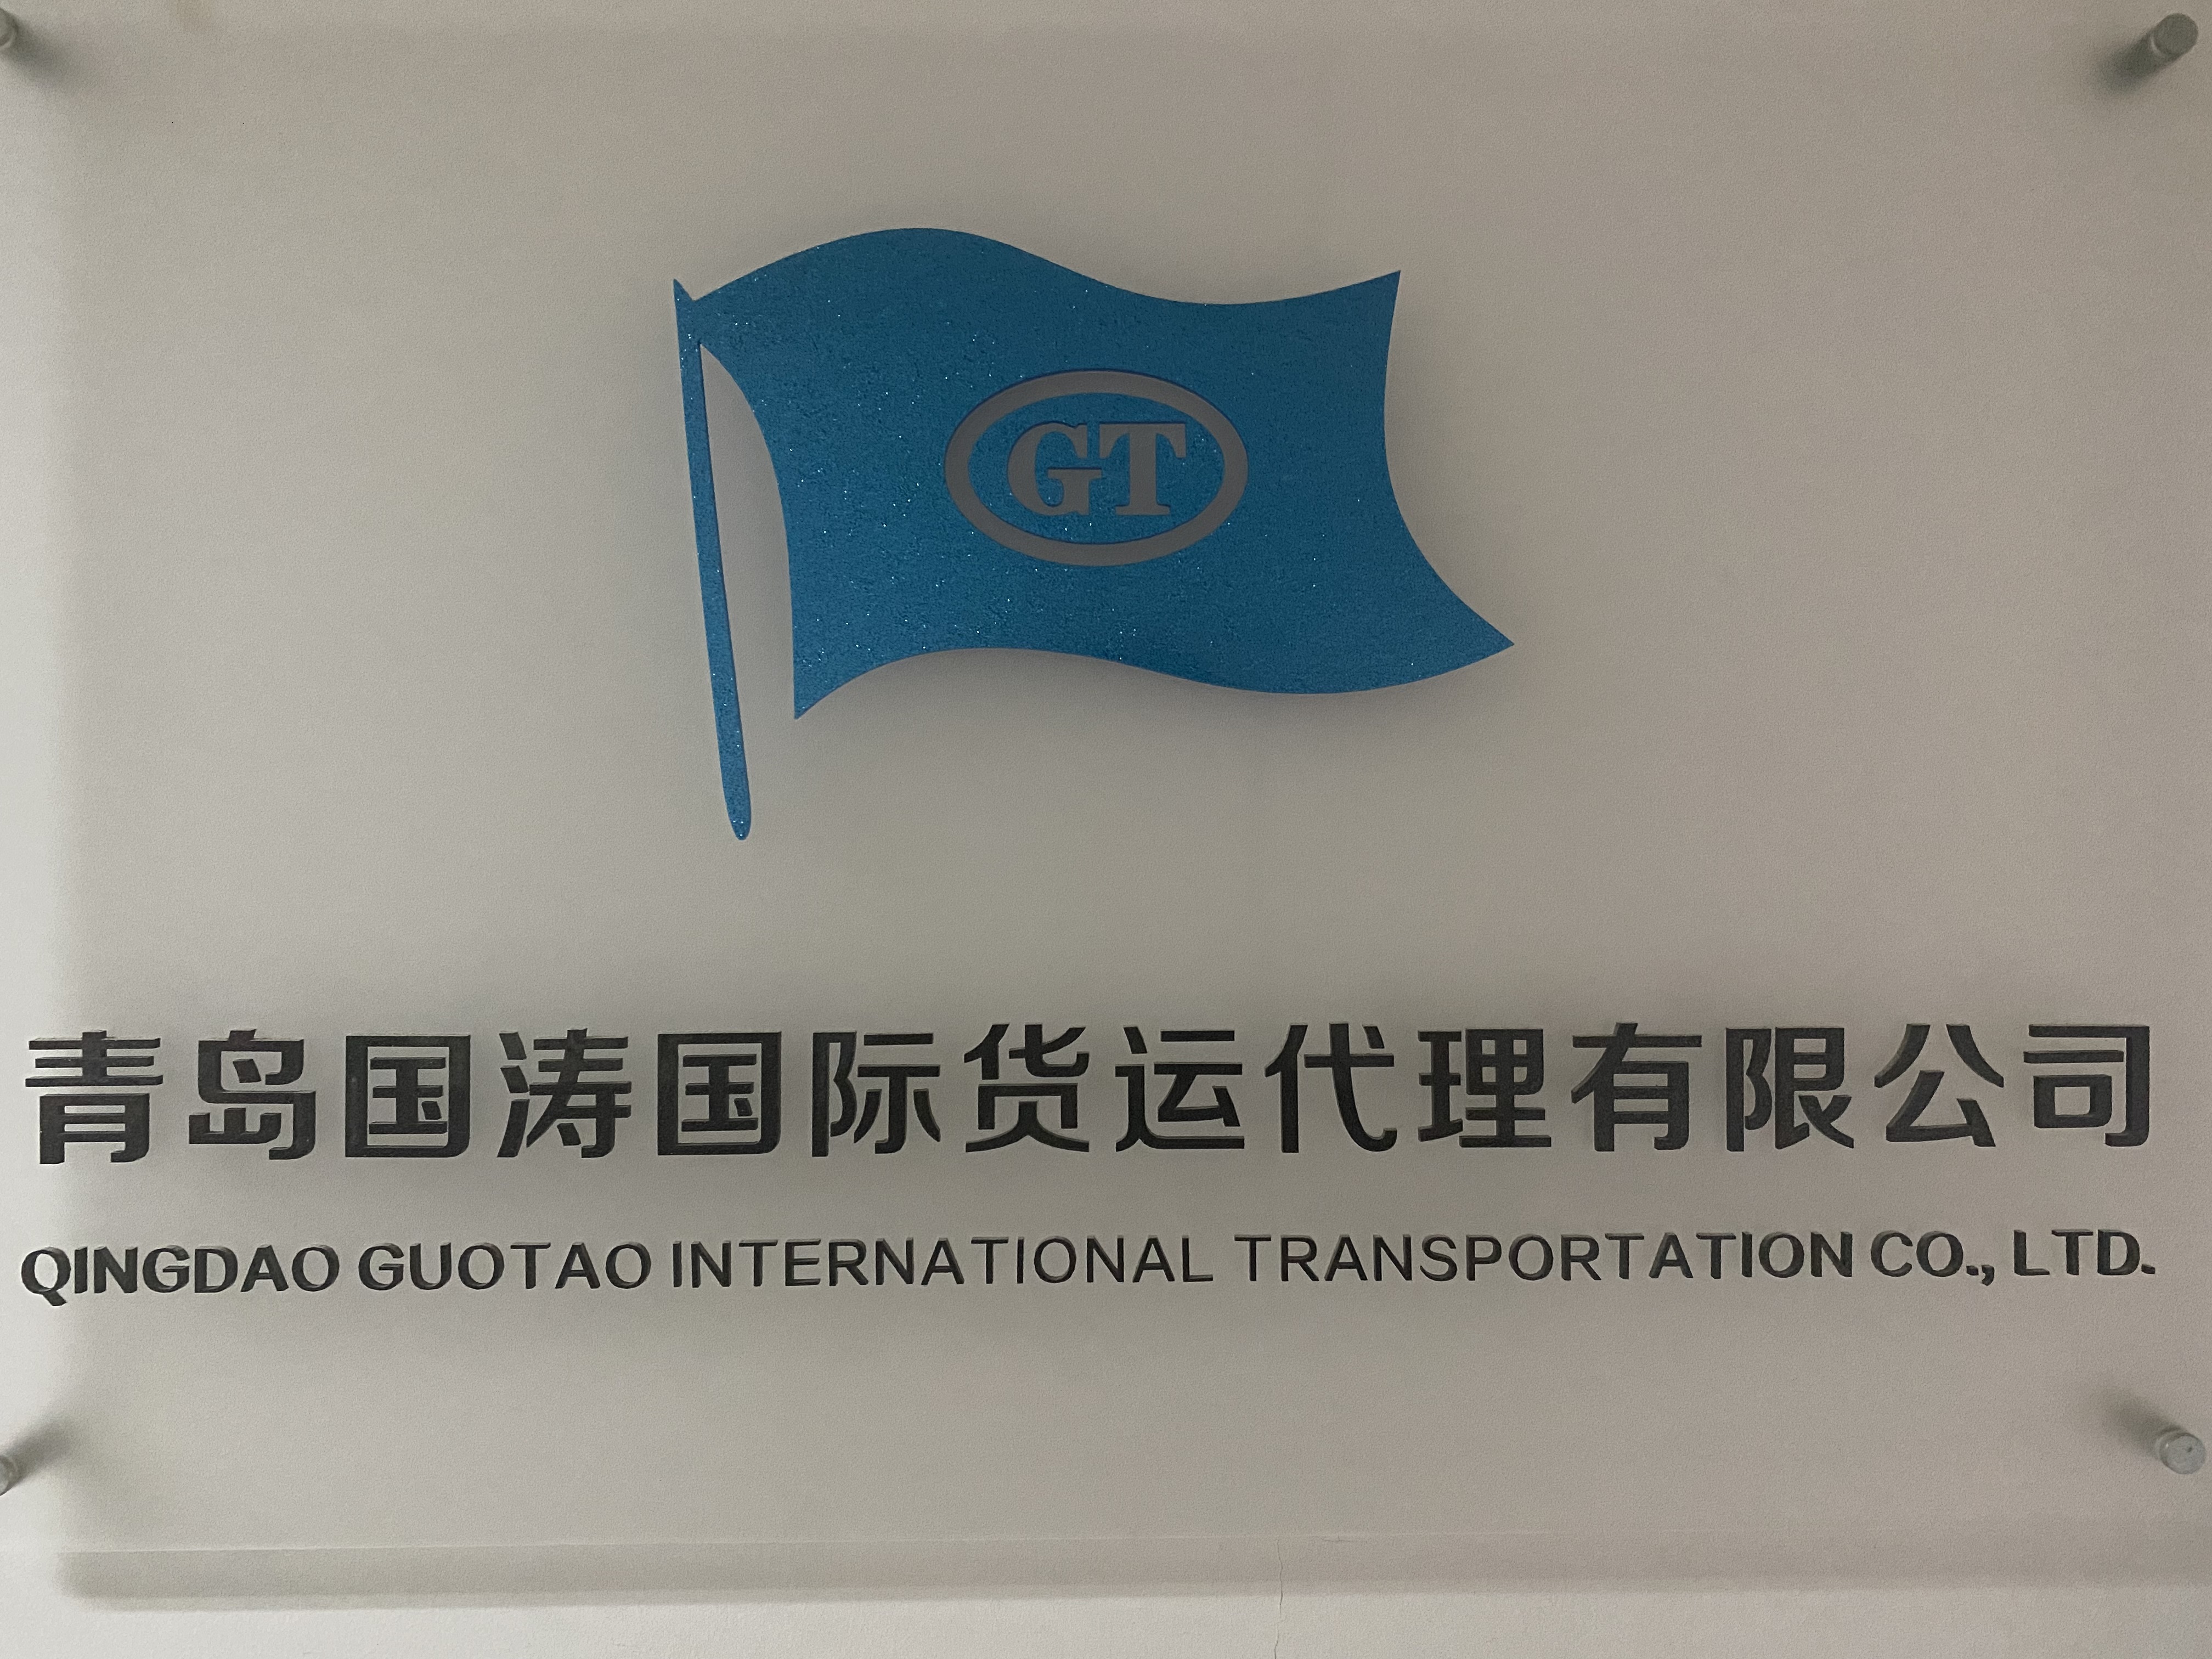 GT
青岛国涛国际货运代理有限公司
QINGDAO GUOTAO INTERNATIONAL TRANSPORTATION CO., LTD.